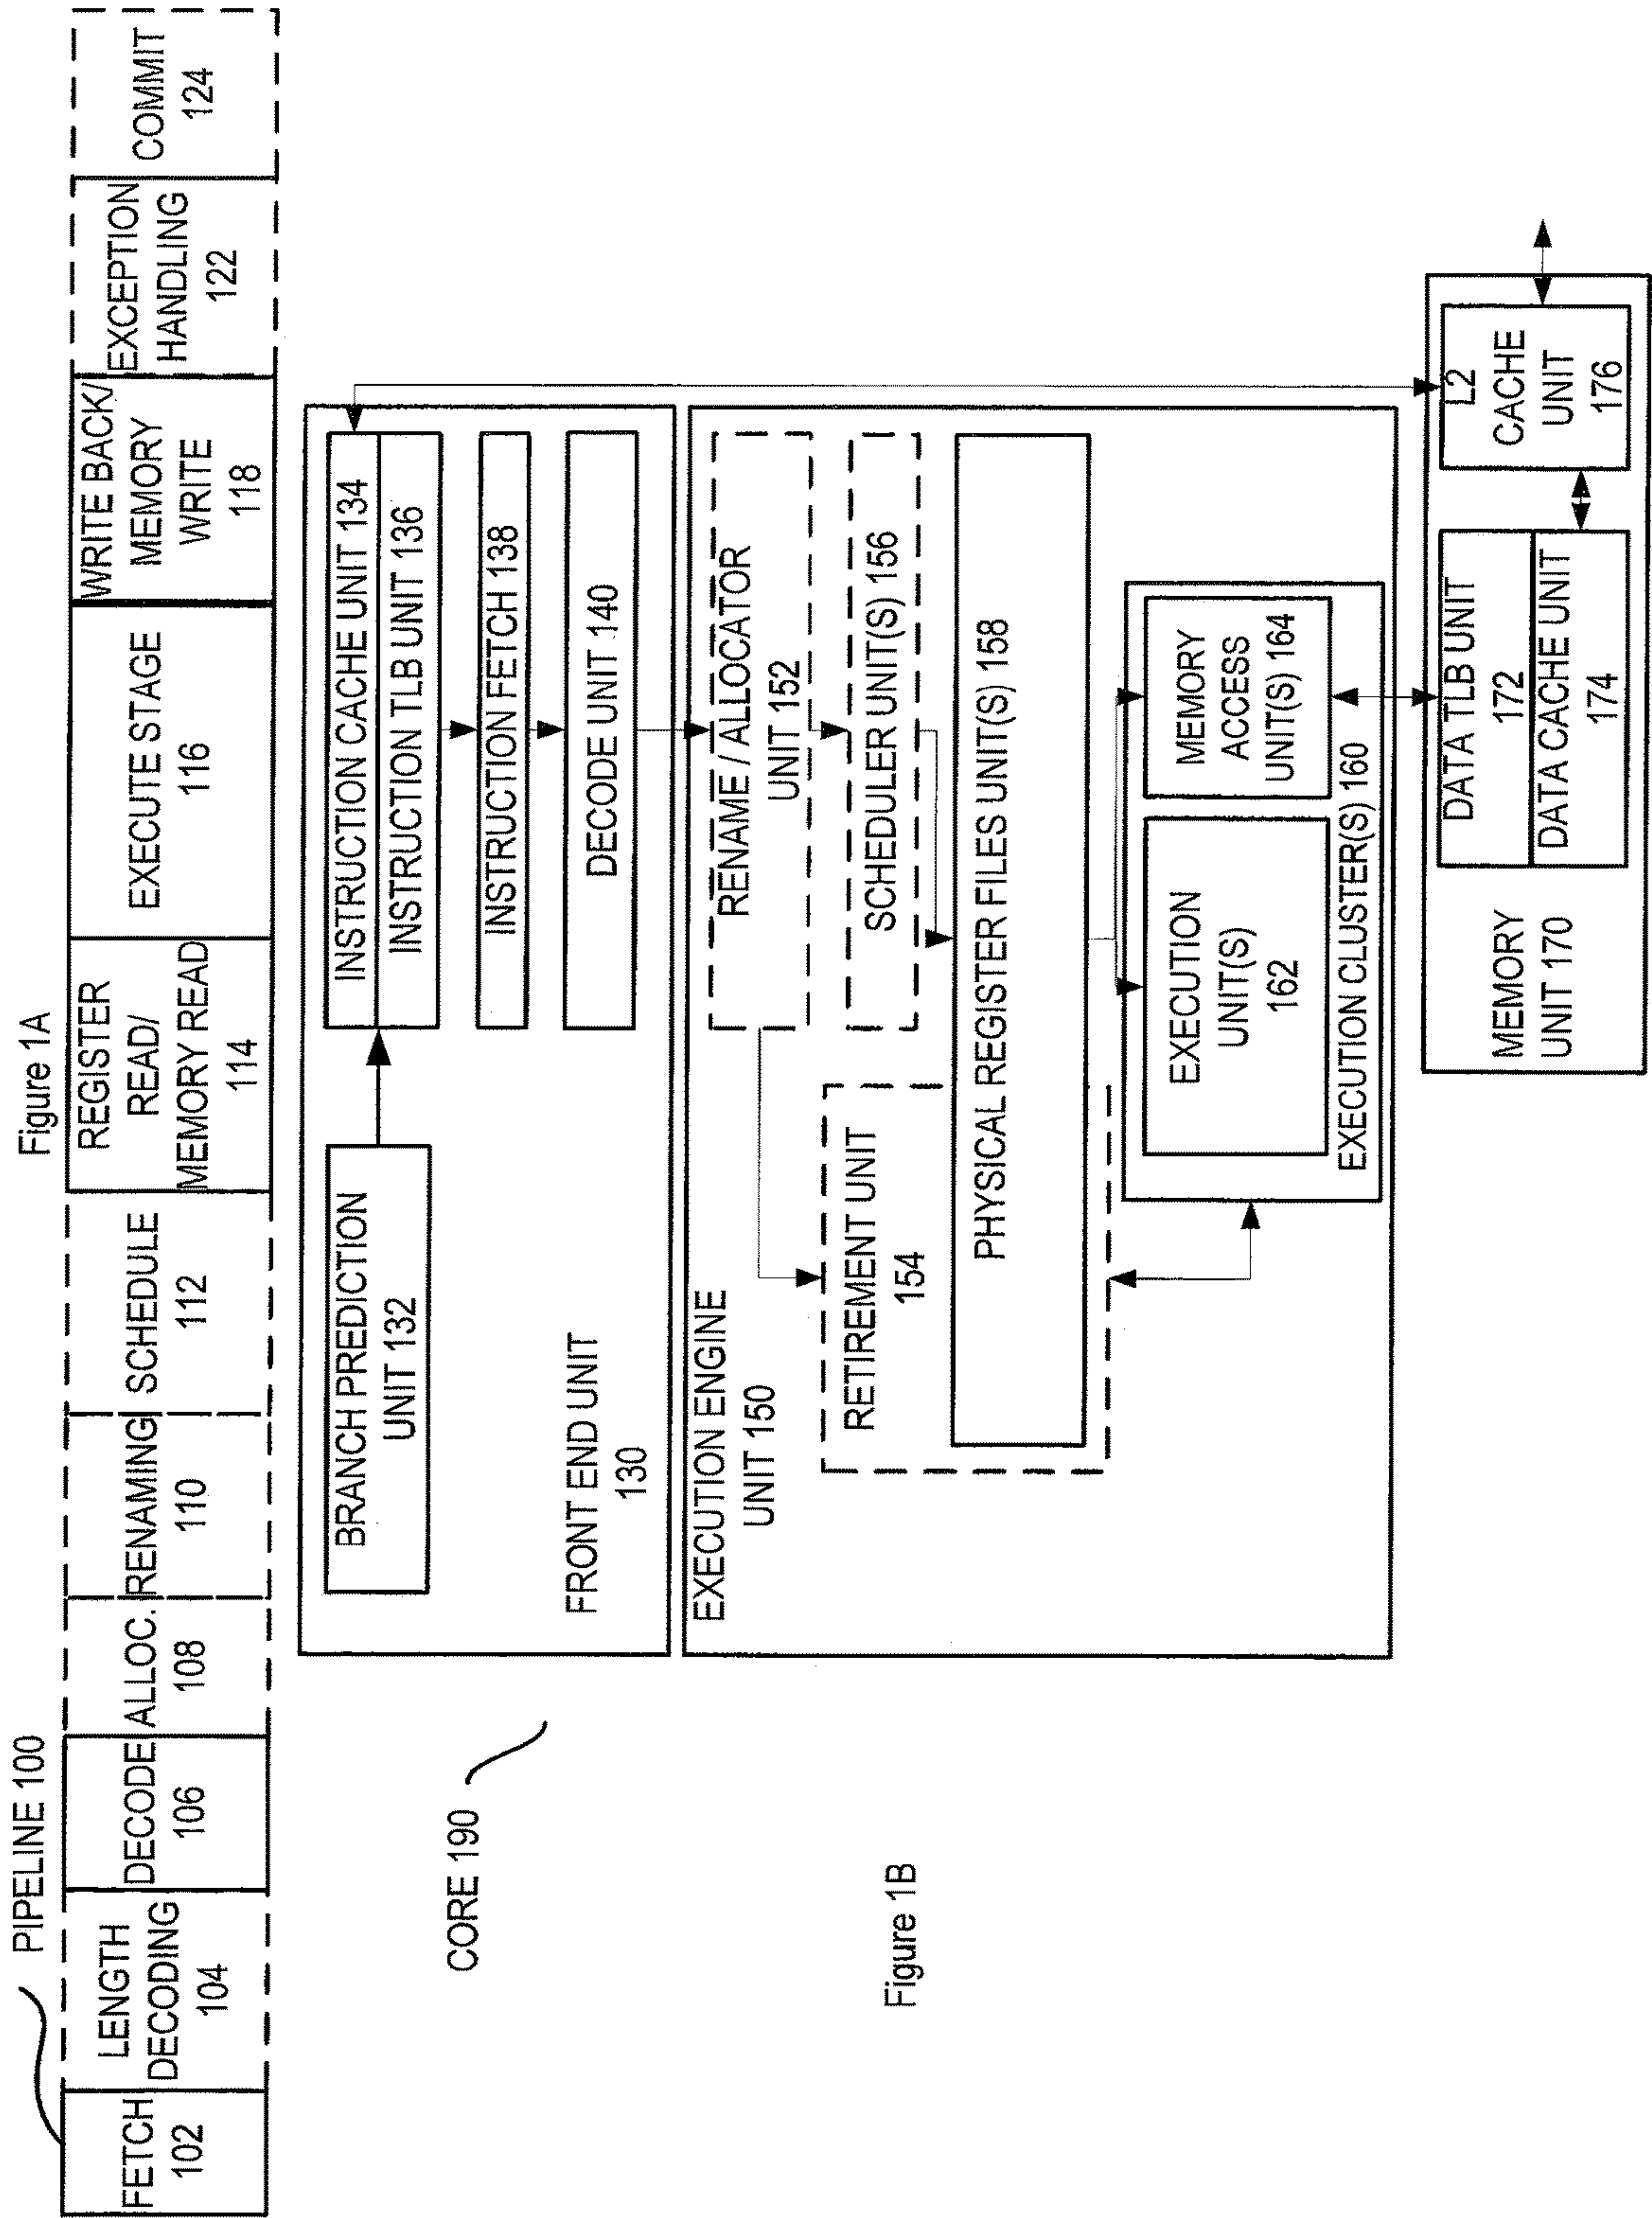 Figure 1A
PIPELINE 100
FETCH
102
LENGTH
DECODING
104
DECODE
106
ALLOC.
108
RENAMING
110
SCHEDULE
112
REGISTER
READ/
MEMORY READ
114
EXECUTE STAGE
116
WRITE BACK/
MEMORY
WRITE
118
EXCEPTION
HANDLING
122
COMMIT
124
CORE 190
BRANCH PREDICTION
UNIT 132
INSTRUCTION CACHE UNIT 134
INSTRUCTION TLB UNIT 136
INSTRUCTION FETCH 138
DECODE UNIT 140
FRONT END UNIT
130
EXECUTION ENGINE
UNIT 150
RENAME / ALLOCATOR
UNIT 152
RETIREMENT UNIT
154
SCHEDULER UNIT(S) 156
PHYSICAL REGISTER FILES UNIT(S) 158
EXECUTION
UNIT(S)
162
MEMORY
ACCESS
UNIT(S) 164
EXECUTION CLUSTER(S) 160
MEMORY
UNIT 170
DATA TLB UNIT
172
DATA CACHE UNIT
174
L2
CACHE
UNIT
176
Figure 1B